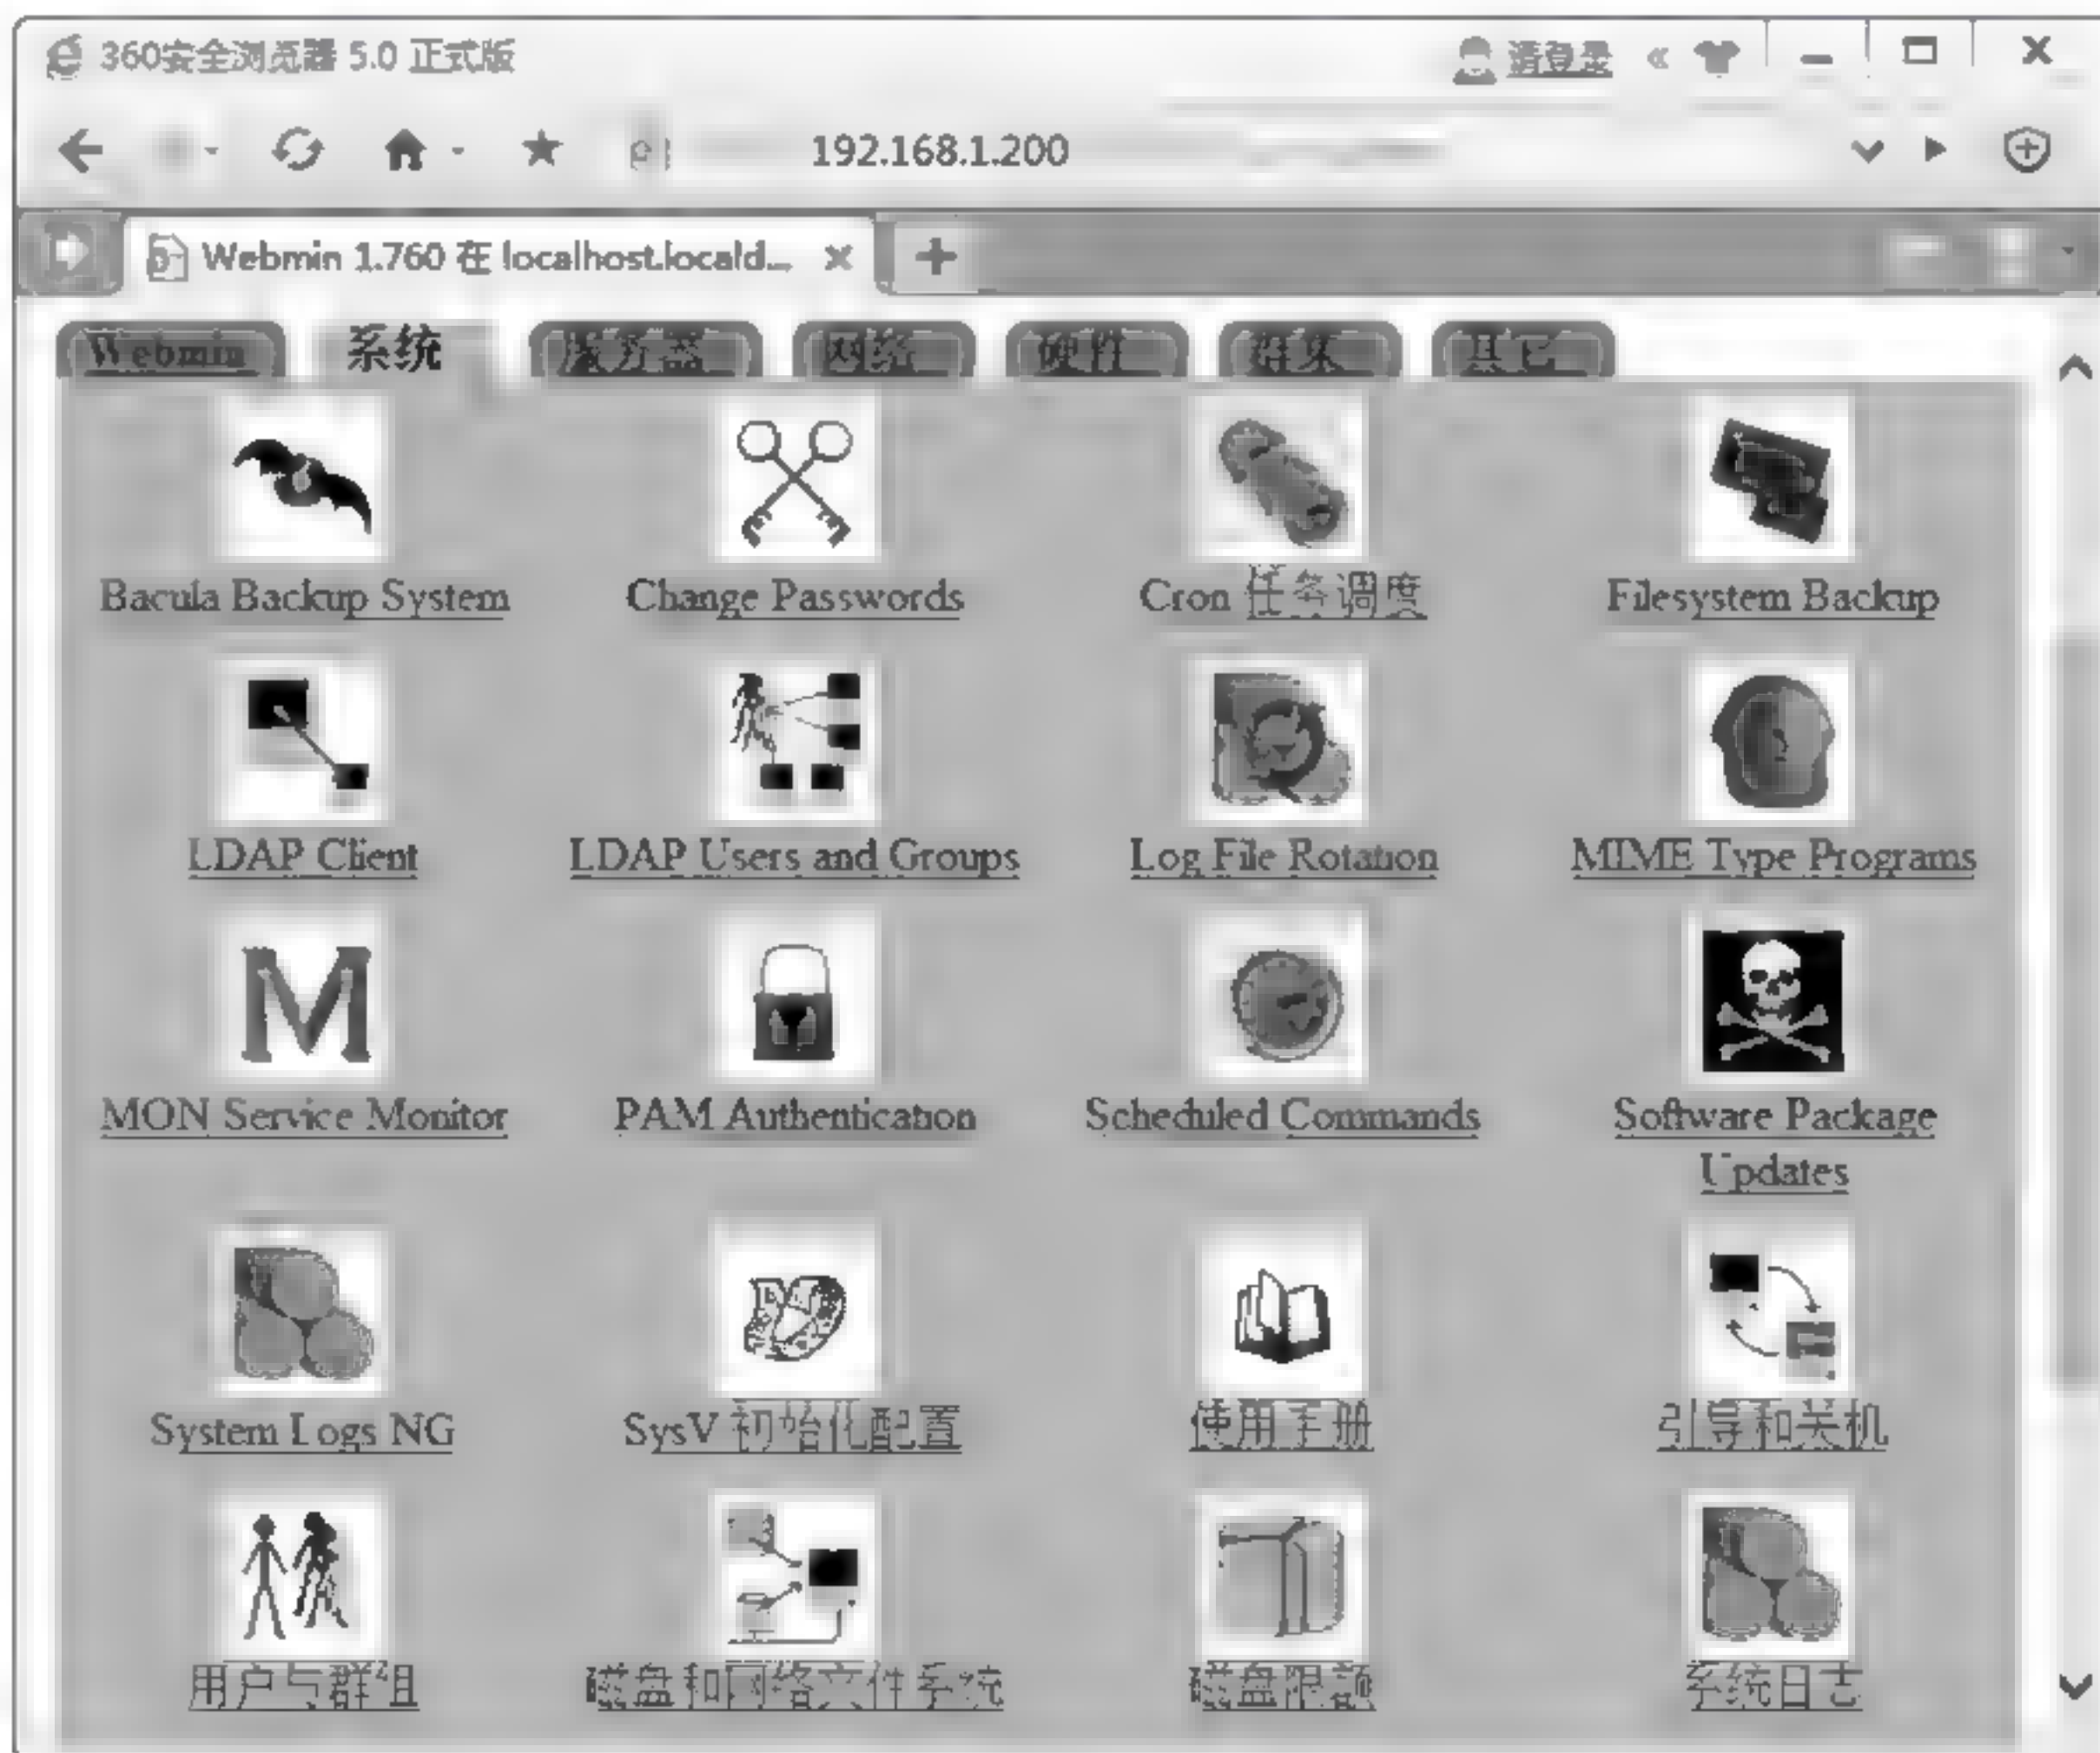 360安全浏览器 5.0 正式版
请登录
192.168.1.200
Webmin 1.760 在 localhost.locald...
Webmin 系统 服务器 网络 硬件 群集 其它
Bacula Backup System Change Passwords Cron 任务调度 Filesystem Backup
LDAP Client LDAP Users and Groups Log File Rotation MIME Type Programs
MON Service Monitor PAM Authentication Scheduled Commands Software Package
Updates
System Logs NG SysV 初始化配置 使用手册 引导和关机
用户与群组 磁盘和网络文件系统 磁盘限额 系统日志